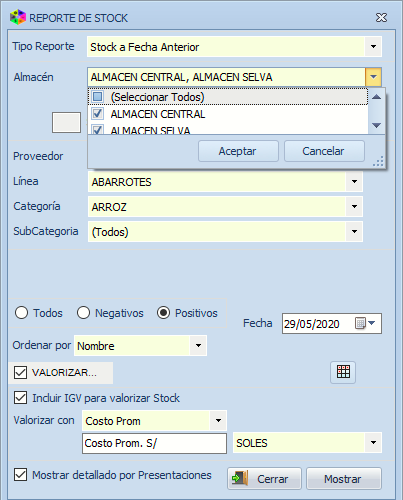 REPORTE DE STOCK
Tipo Reporte Stock a Fecha Anterior
Almacén ALMACEN CENTRAL, ALMACEN SELVA
(Seleccionar Todos)
ALMACEN CENTRAL
ALMACEN SELVA
Aceptar Cancelar
Proveedor
Línea ABARROTES
Categoría ARROZ
SubCategoria (Todos)
Todos Negativos Positivos
Fecha 29/05/2020
Ordenar por Nombre
VALORIZAR...
Incluir IGV para valorizar Stock
Valorizar con Costo Prom
Costo Prom. S/ SOLES
Mostrar detallado por Presentaciones Cerrar Mostrar